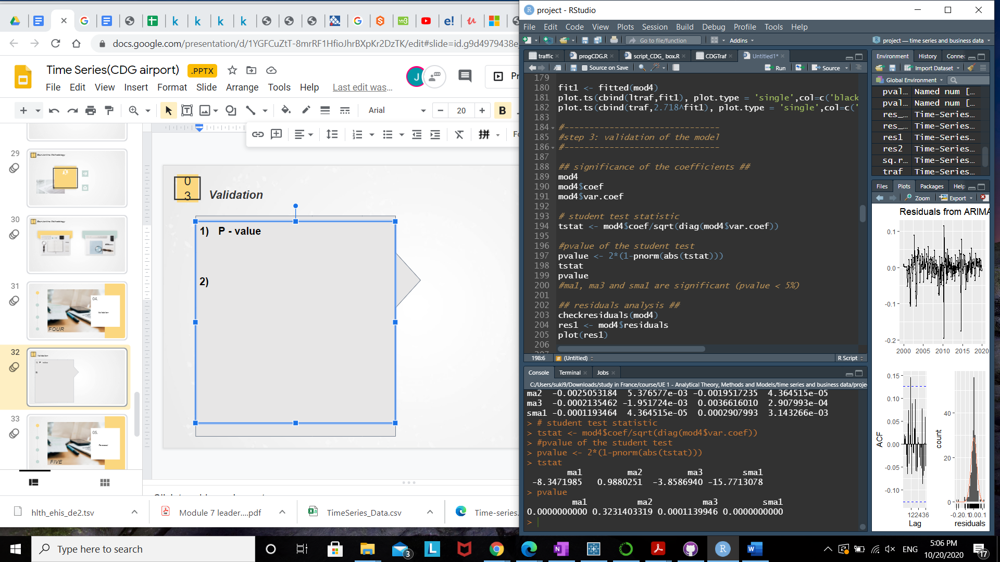 docs.google.com/presentation/d/1YGFCuZtT-8mrRF1HfioJhrBXpKr2DzTK/edit#slide=id.g9d4979438e
Time Series(CDG airport) .PPTX
File Edit View Insert Format Slide Arrange Tools Help Last edit was...
J
Arial 20 B
29
30
31
04.
Validation
FOUR
32
Validation
33
05.
FIVE
0
3
Validation
1) P - value
2)
hlth_ehis_de2.tsv
Module 7 leader....pdf
TimeSeries_Data.csv
Time-series.
project - RStudio
File Edit Code View Plots Session Build Debug Profile Tools Help
Go to file/function Addins project — time series and business data
traffic progCDG.R script_CDG_box.R CDGTraf Untitled1*
Source on Save Run Source
179
180 fit1 <- fitted(mod4)
181 plot.ts(cbind(ltraf,fit1), plot.type = 'single',col=c('black
182 plot.ts(cbind(traf,2.718^fit1), plot.type = 'single',col=c('
183
184 #-------------------------------
185 #step 3: validation of the model
186 #-------------------------------
187
188 ## significance of the coefficients ##
189 mod4
190 mod4$coef
191 mod4$var.coef
192
193 # student test statistic
194 tstat <- mod4$coef/sqrt(diag(mod4$var.coef))
195
196 #pvalue of the student test
197 pvalue <- 2*(1-pnorm(abs(tstat)))
198 tstat
199 pvalue
200 #ma1, ma3 and sma1 are significant (pvalue < 5%)
201
202 ## residuals analysis ##
203 checkresiduals(mod4)
204 res1 <- mod4$residuals
205 plot(res1)
206
198:6 (Untitled) R Script
Console Terminal Jobs
C:/Users/suki9/Downloads/study in France/course/UE 1 - Analytical Theory, Methods and Models/time series and business data/proje
ma2 -0.0025053184 5.376577e-03 -0.0019517235 4.364515e-05
ma3 -0.0002135462 -1.951724e-03 0.0036616010 2.907993e-04
sma1 -0.0001193464 4.364515e-05 0.0002907993 3.143266e-03
> # student test statistic
> tstat <- mod4$coef/sqrt(diag(mod4$var.coef))
> #pvalue of the student test
> pvalue <- 2*(1-pnorm(abs(tstat)))
> tstat
ma1 ma2 ma3 sma1
-8.3471985 0.9880251 -3.8586940 -15.7713078
> pvalue
ma1 ma2 ma3 sma1
0.0000000000 0.3231403319 0.0001139946 0.0000000000
>
Environment History Connec
Import Dataset
Global Environment
pval... Named num [...
pval... Named num [...
res_... Time-Series...
res_... Time-Series...
res1 Time-Series...
res2 Time-Series...
sq.r... Time-Series...
traf Time-Series...
Files Plots Packages Help
Zoom Export
Residuals from ARIMA
0.1
0.0
-0.1
-0.2
2000 2005 2010 2015 2020
0.15
0.10
0.05
0.00
-0.05
-0.10
ACF
122436
Lag
40
20
0
count
-0.20.10.00.1
residuals
Type here to search
3
ENG
5:06 PM
10/20/2020
17